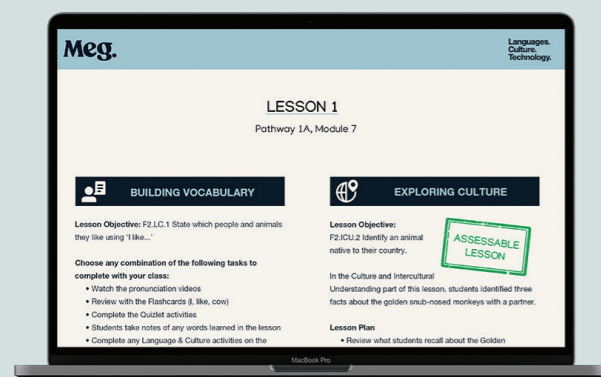 Meg.
Languages.
Culture.
Technology.
LESSON 1
Pathway 1A, Module 7
BUILDING VOCABULARY
Lesson Objective: F2.LC.1 State which people and animals
they like using 'I like...'
Choose any combination of the following tasks to
complete with your class:
• Watch the pronunciation videos
• Review with the Flashcards (I, like, cow)
• Complete the Quizlet activities
• Students take notes of any words learned in the lesson
• Complete any Language & Culture activities on the
EXPLORING CULTURE
Lesson Objective:
F2.ICU.2 Identify an animal
native to their country.
ASSESSABLE
LESSON
In the Culture and Intercultural
Understanding part of this lesson, students identified three
facts about the golden snub-nosed monkeys with a partner.
Lesson Plan
• Review what students recall about the Golden
MacBook Pro